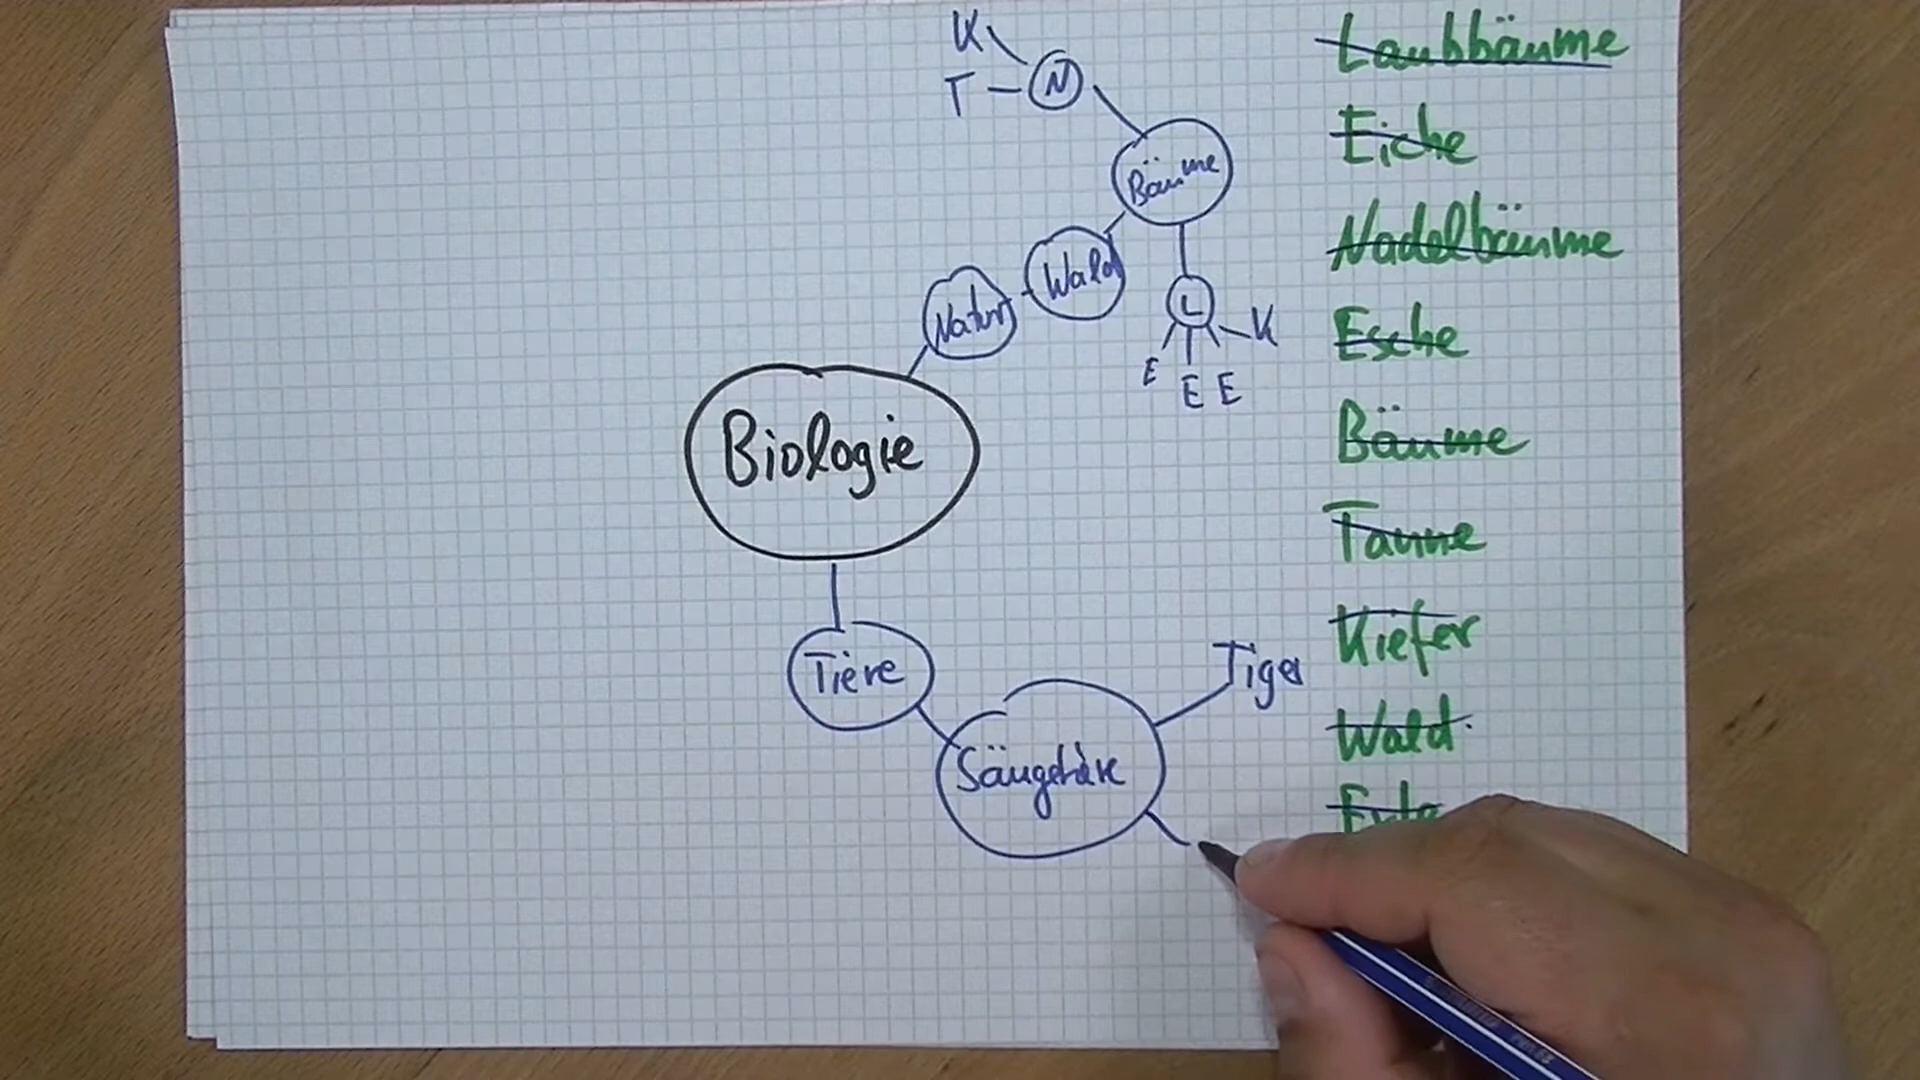 K
T
N
Bäume
Wald
Natur
L
E
E
E
K
Biologie
Tiere
Säugetiere
Tiger
Laubbäume
Eiche
Nadelbäume
Esche
Bäume
Tanne
Kiefer
Wald